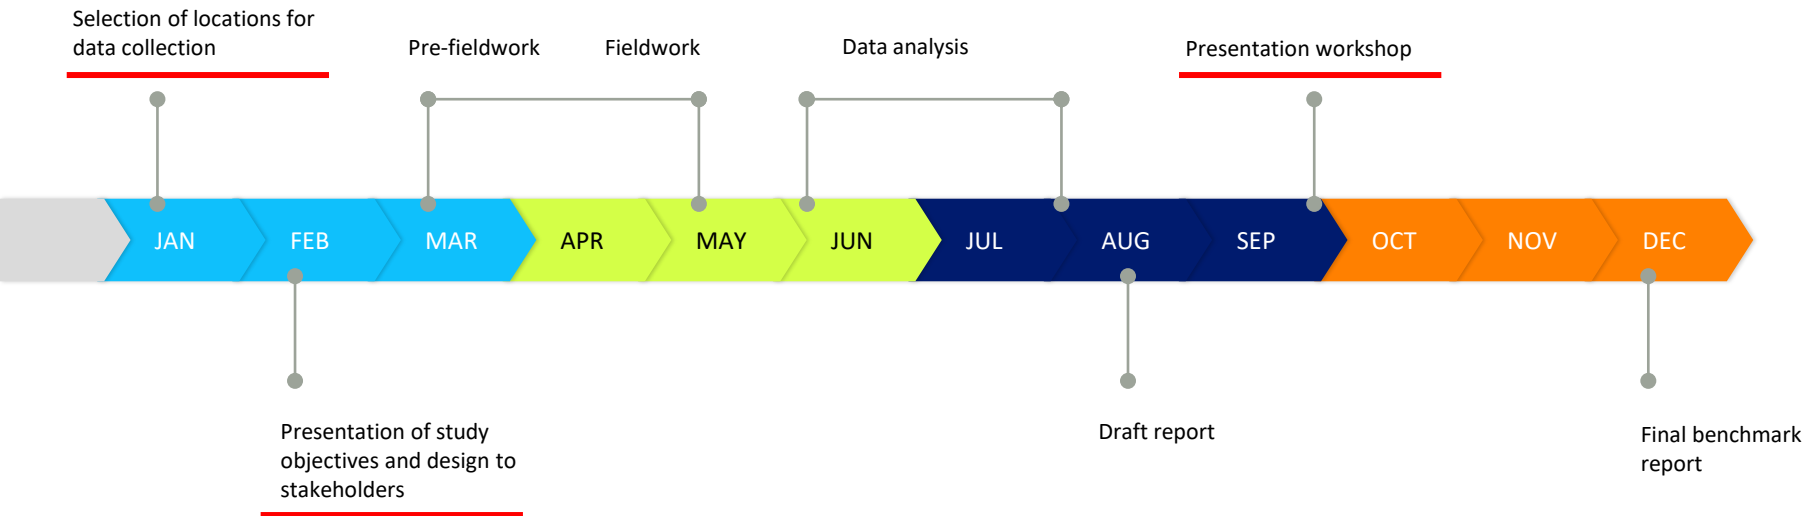 Selection of locations for
data collection
Pre-fieldwork
Fieldwork
Data analysis
Presentation workshop
JAN
FEB
MAR
APR
MAY
JUN
JUL
AUG
SEP
OCT
NOV
DEC
Presentation of study
objectives and design to
stakeholders
Draft report
Final benchmark
report